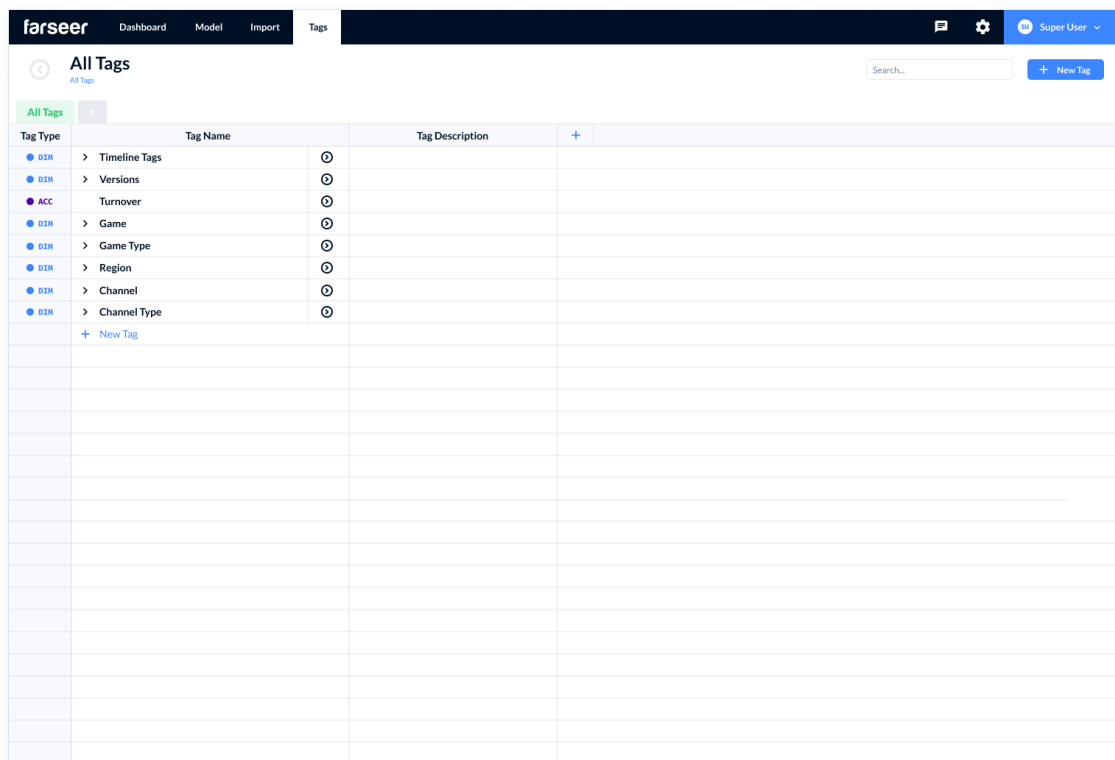 farseer Dashboard Model Import Tags SU Super User
All Tags
All Tags
Search... + New Tag
All Tags +
Tag Type Tag Name Tag Description +
DIM Timeline Tags
DIM Versions
ACC Turnover
DIM Game
DIM Game Type
DIM Region
DIM Channel
DIM Channel Type
+ New Tag